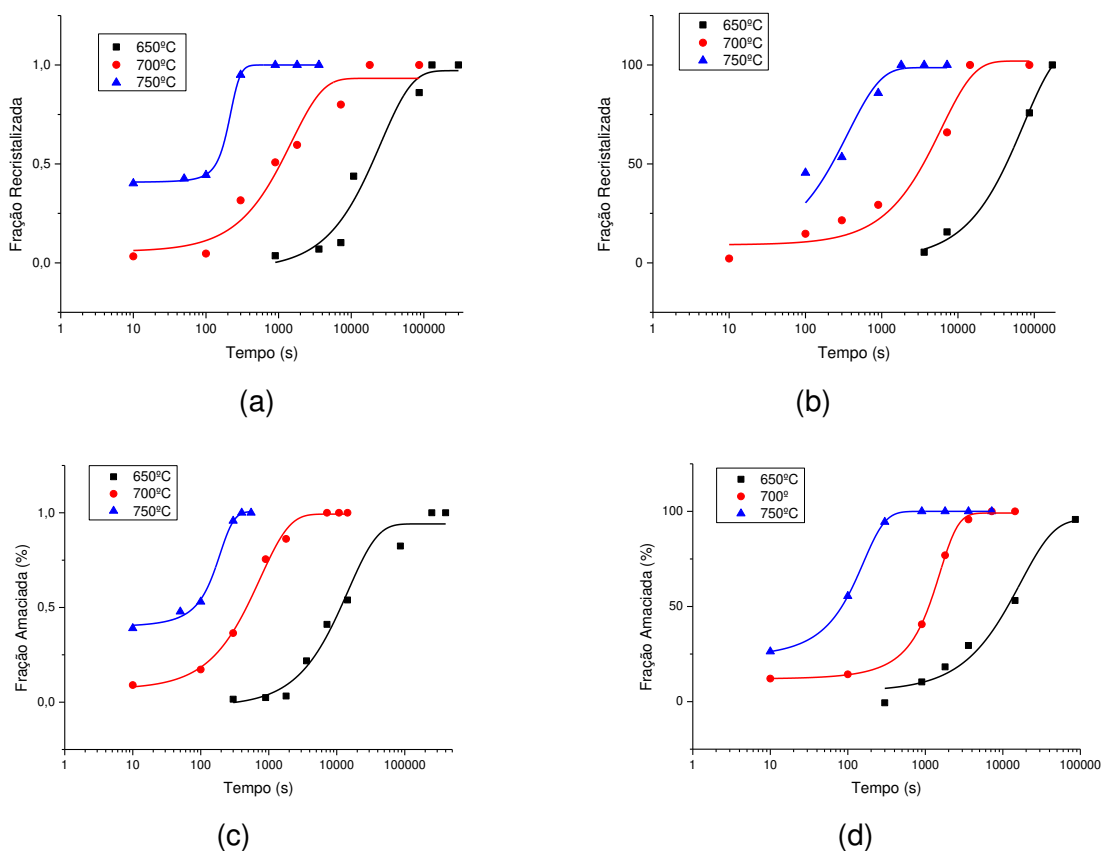 650ºC
700ºC
750ºC
1,0
0,5
0,0
Fração Recristalizada
1 10 100 1000 10000 100000
Tempo (s)
(a)
650ºC
700ºC
750ºC
100
50
0
Fração Recristalizada
1 10 100 1000 10000 100000
Tempo (s)
(b)
650ºC
700ºC
750ºC
1,0
0,5
0,0
Fração Amaciada (%)
1 10 100 1000 10000 100000
Tempo (s)
(c)
650ºC
700º
750ºC
100
50
0
Fração Amaciada (%)
1 10 100 1000 10000 100000
Tempo (s)
(d)